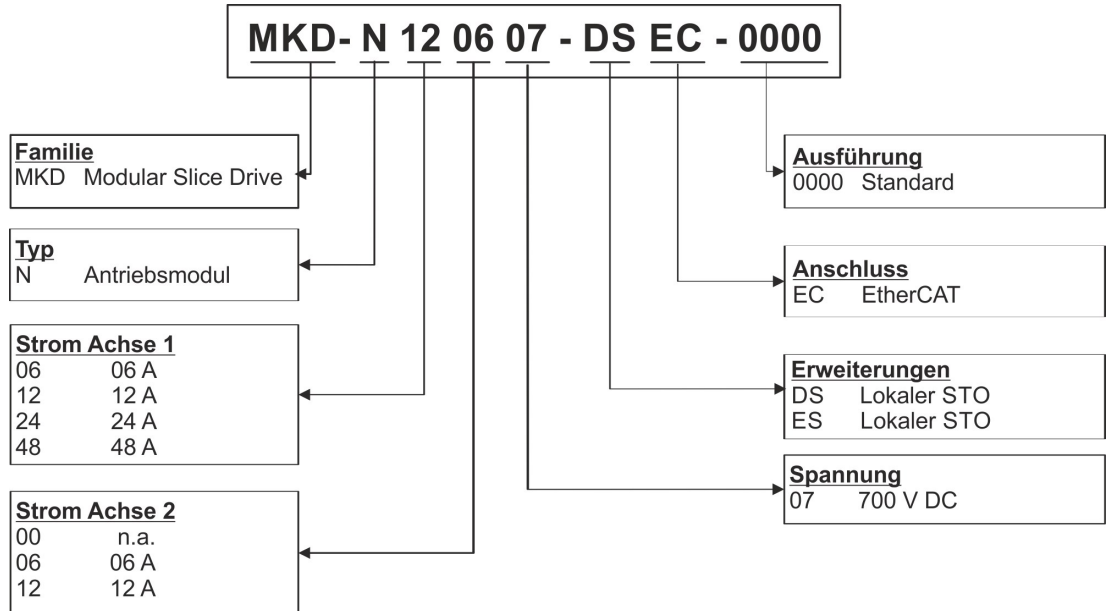 MKD- N 12 06 07 - DS EC - 0000
Familie
MKD Modular Slice Drive
Typ
N Antriebsmodul
Strom Achse 1
06 06 A
12 12 A
24 24 A
48 48 A
Strom Achse 2
00 n.a.
06 06 A
12 12 A
Ausführung
0000 Standard
Anschluss
EC EtherCAT
Erweiterungen
DS Lokaler STO
ES Lokaler STO
Spannung
07 700 V DC